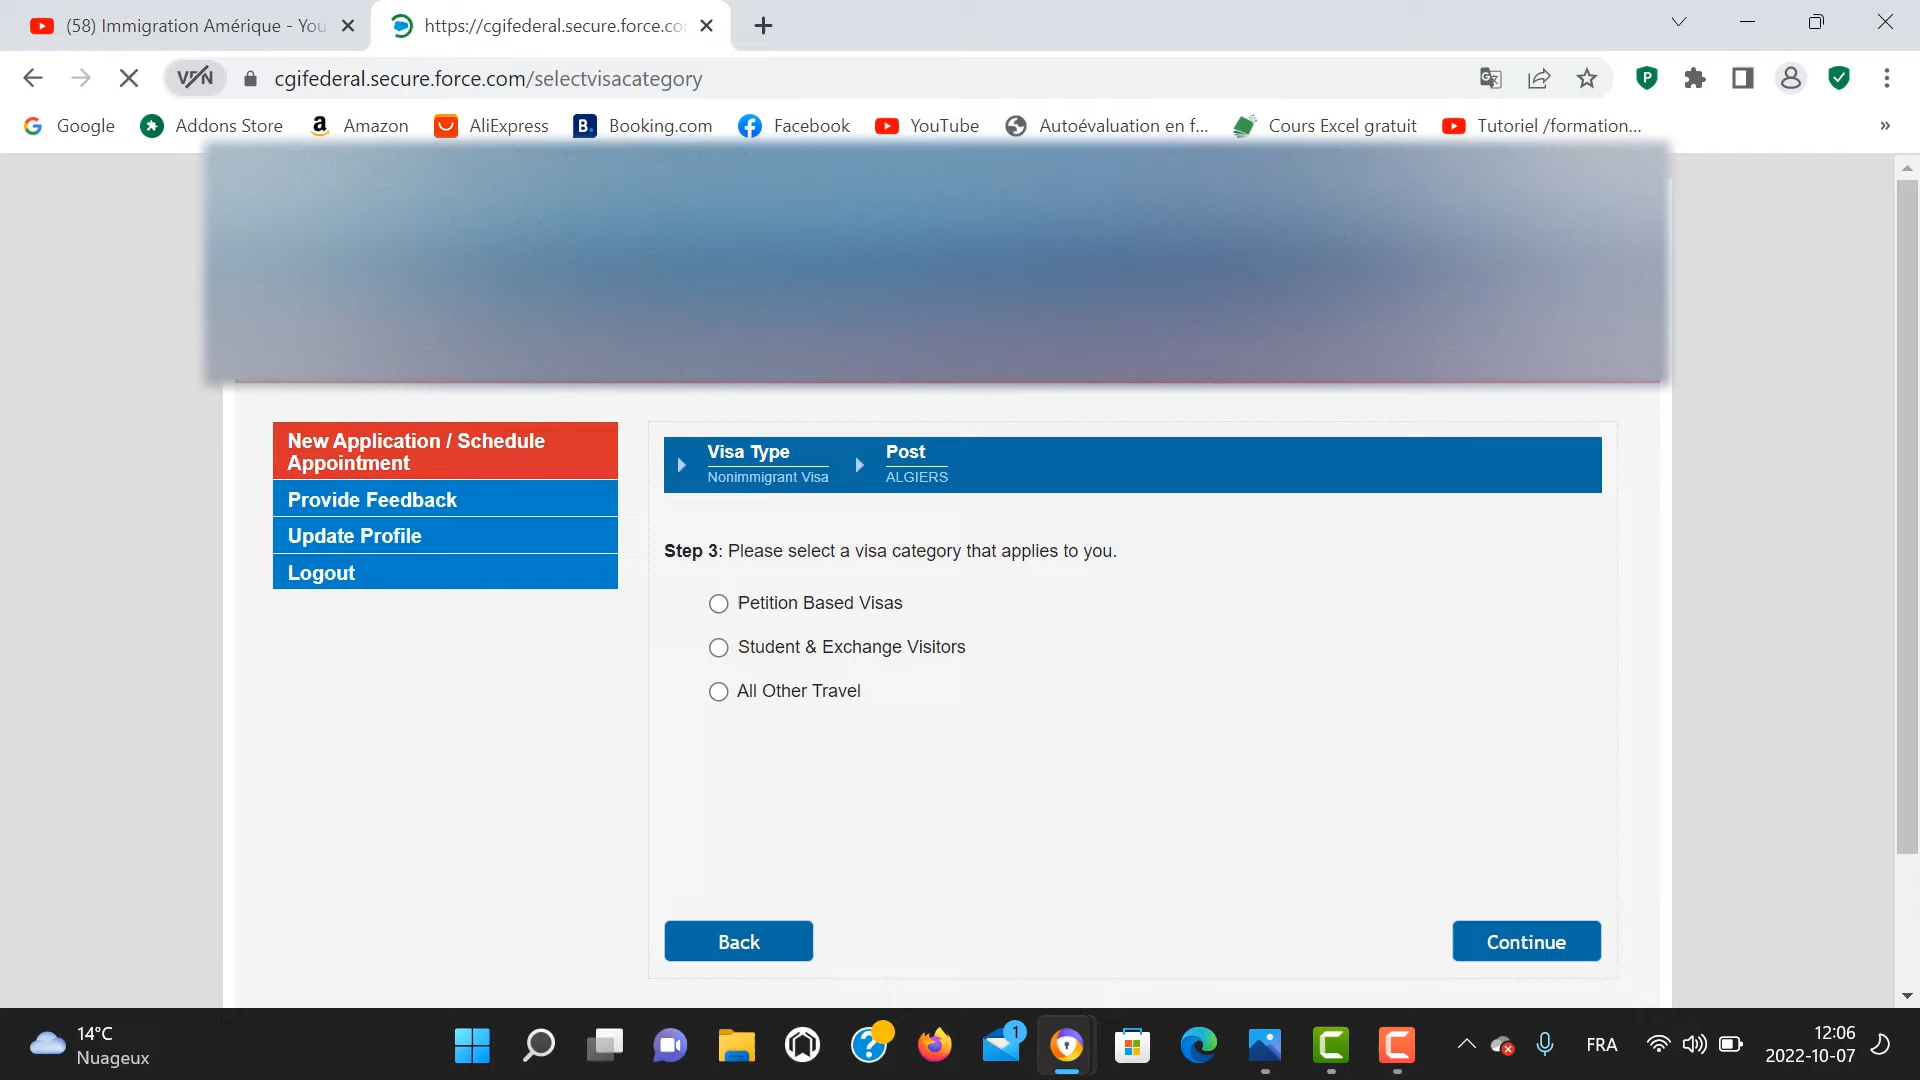 (58) Immigration Amérique - You
https://cgifederal.secure.force.co
VPN
cgifederal.secure.force.com/selectvisacategory
Google
Addons Store
Amazon
AliExpress
Booking.com
Facebook
YouTube
Autoévaluation en f...
Cours Excel gratuit
Tutoriel /formation...
»
New Application / Schedule
Appointment
Provide Feedback
Update Profile
Logout
Visa Type
Nonimmigrant Visa
Post
ALGIERS
Step 3: Please select a visa category that applies to you.
Petition Based Visas
Student & Exchange Visitors
All Other Travel
Back
Continue
14°C
Nuageux
1
FRA
12:06
2022-10-07